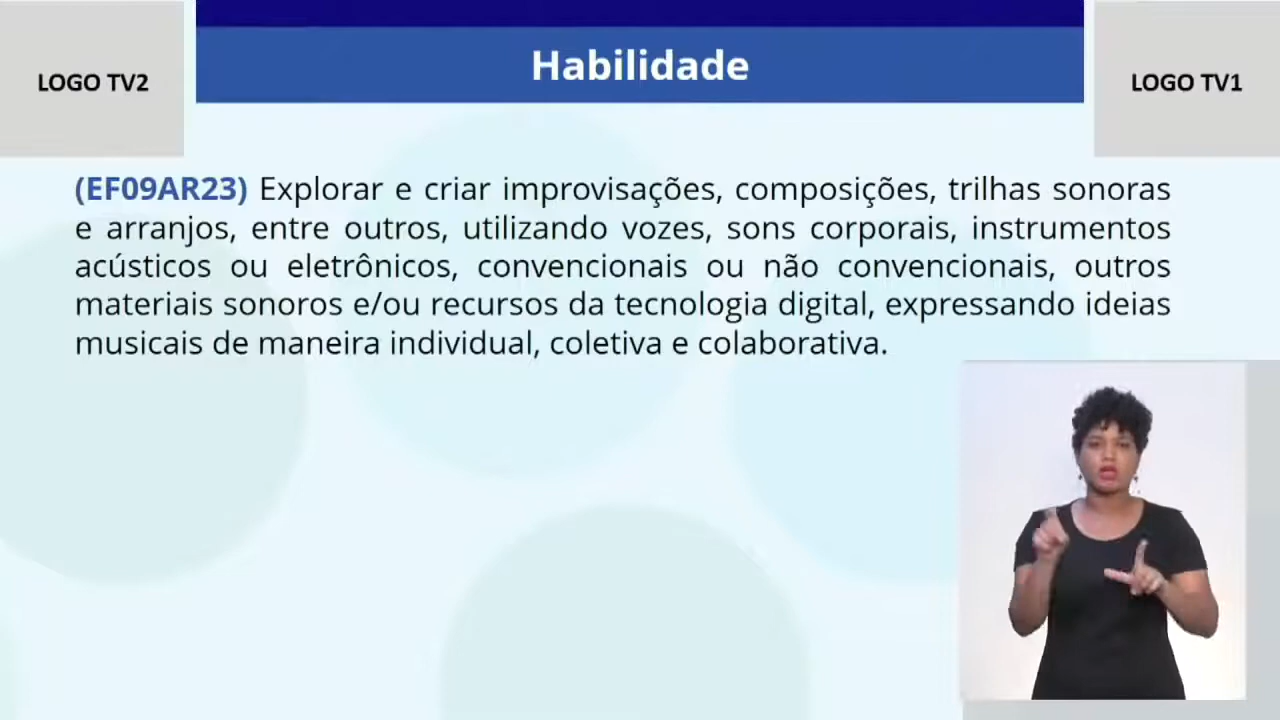 LOGO TV2
Habilidade
LOGO TV1
(EF09AR23) Explorar e criar improvisações, composições, trilhas sonoras
e arranjos, entre outros, utilizando vozes, sons corporais, instrumentos
acústicos ou eletrônicos, convencionais ou não convencionais, outros
materiais sonoros e/ou recursos da tecnologia digital, expressando ideias
musicais de maneira individual, coletiva e colaborativa.